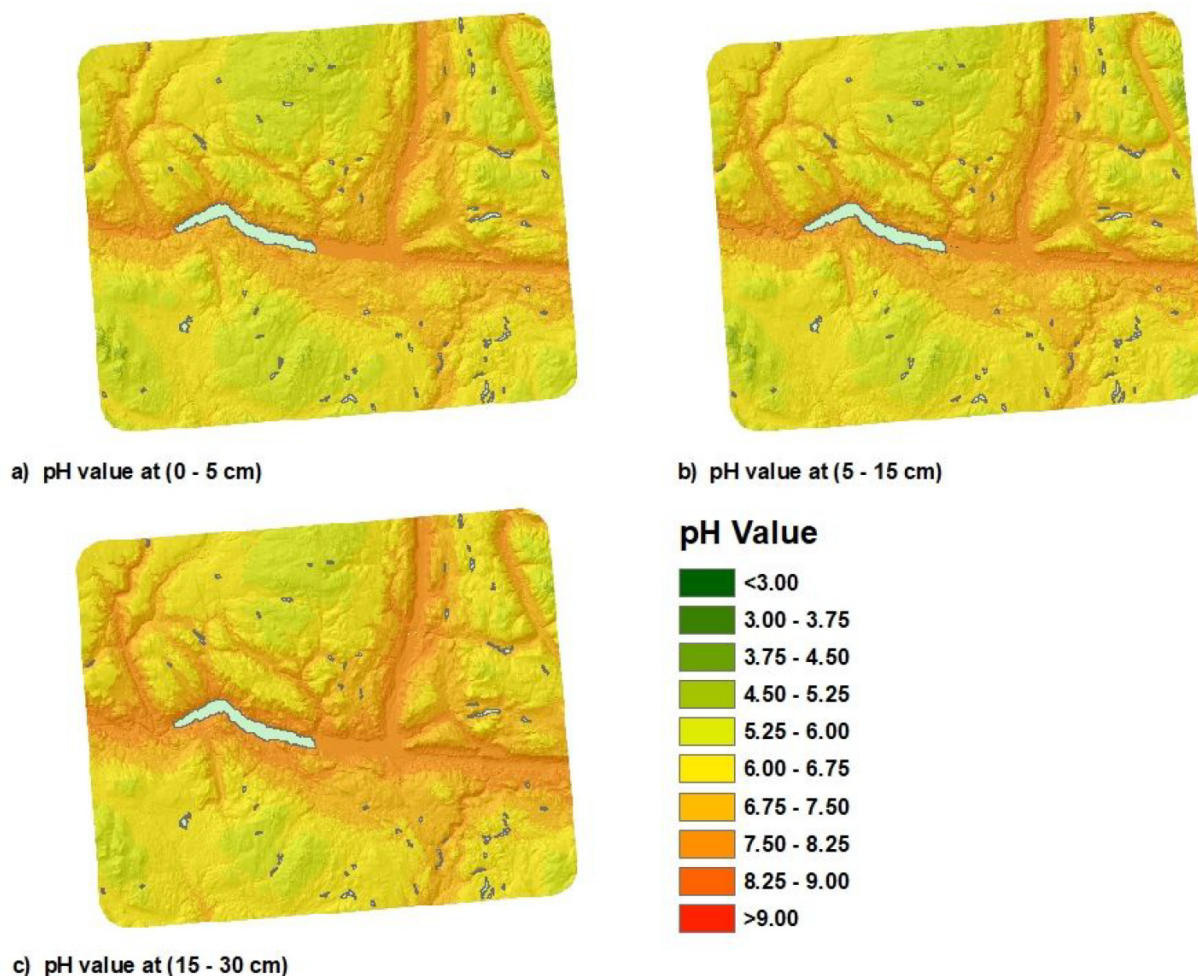 a) pH value at (0 - 5 cm)
b) pH value at (5 - 15 cm)
pH Value
<3.00
3.00 - 3.75
3.75 - 4.50
4.50 - 5.25
5.25 - 6.00
6.00 - 6.75
6.75 - 7.50
7.50 - 8.25
8.25 - 9.00
>9.00
c) pH value at (15 - 30 cm)